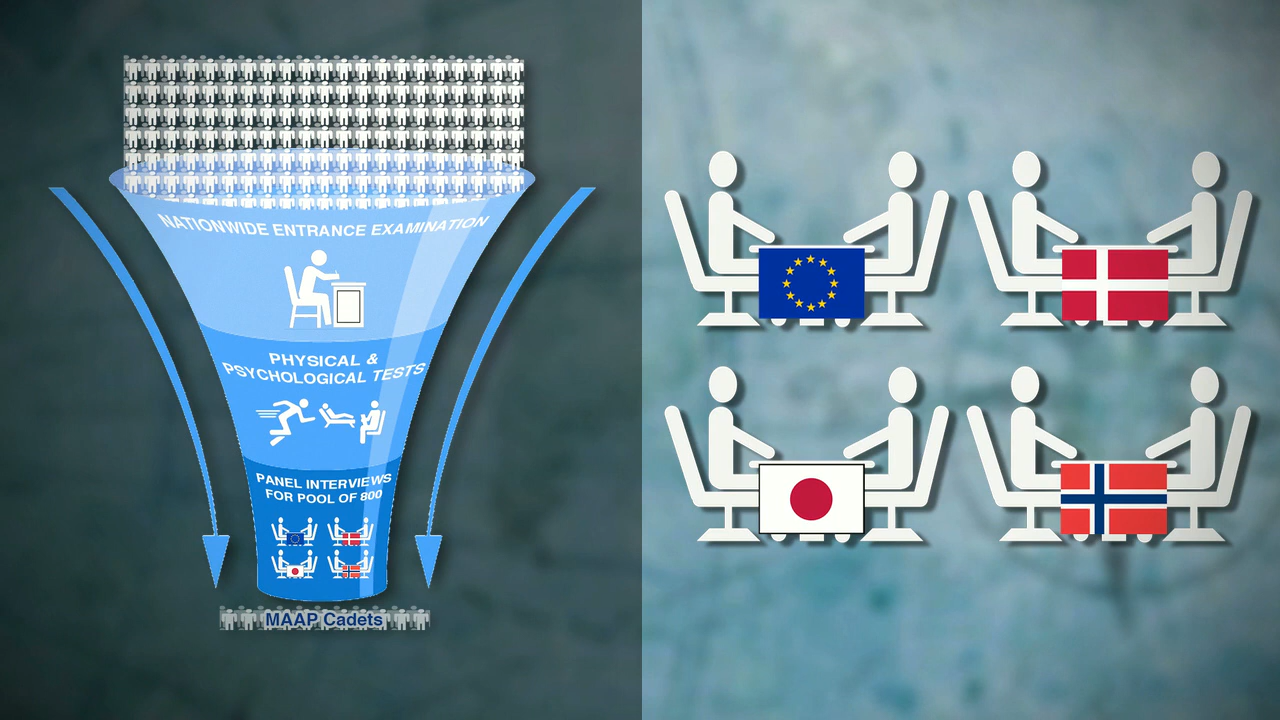 NATIONWIDE ENTRANCE EXAMINATION
PHYSICAL &
PSYCHOLOGICAL TESTS
PANEL INTERVIEWS
FOR POOL OF 800
MAAP Cadets